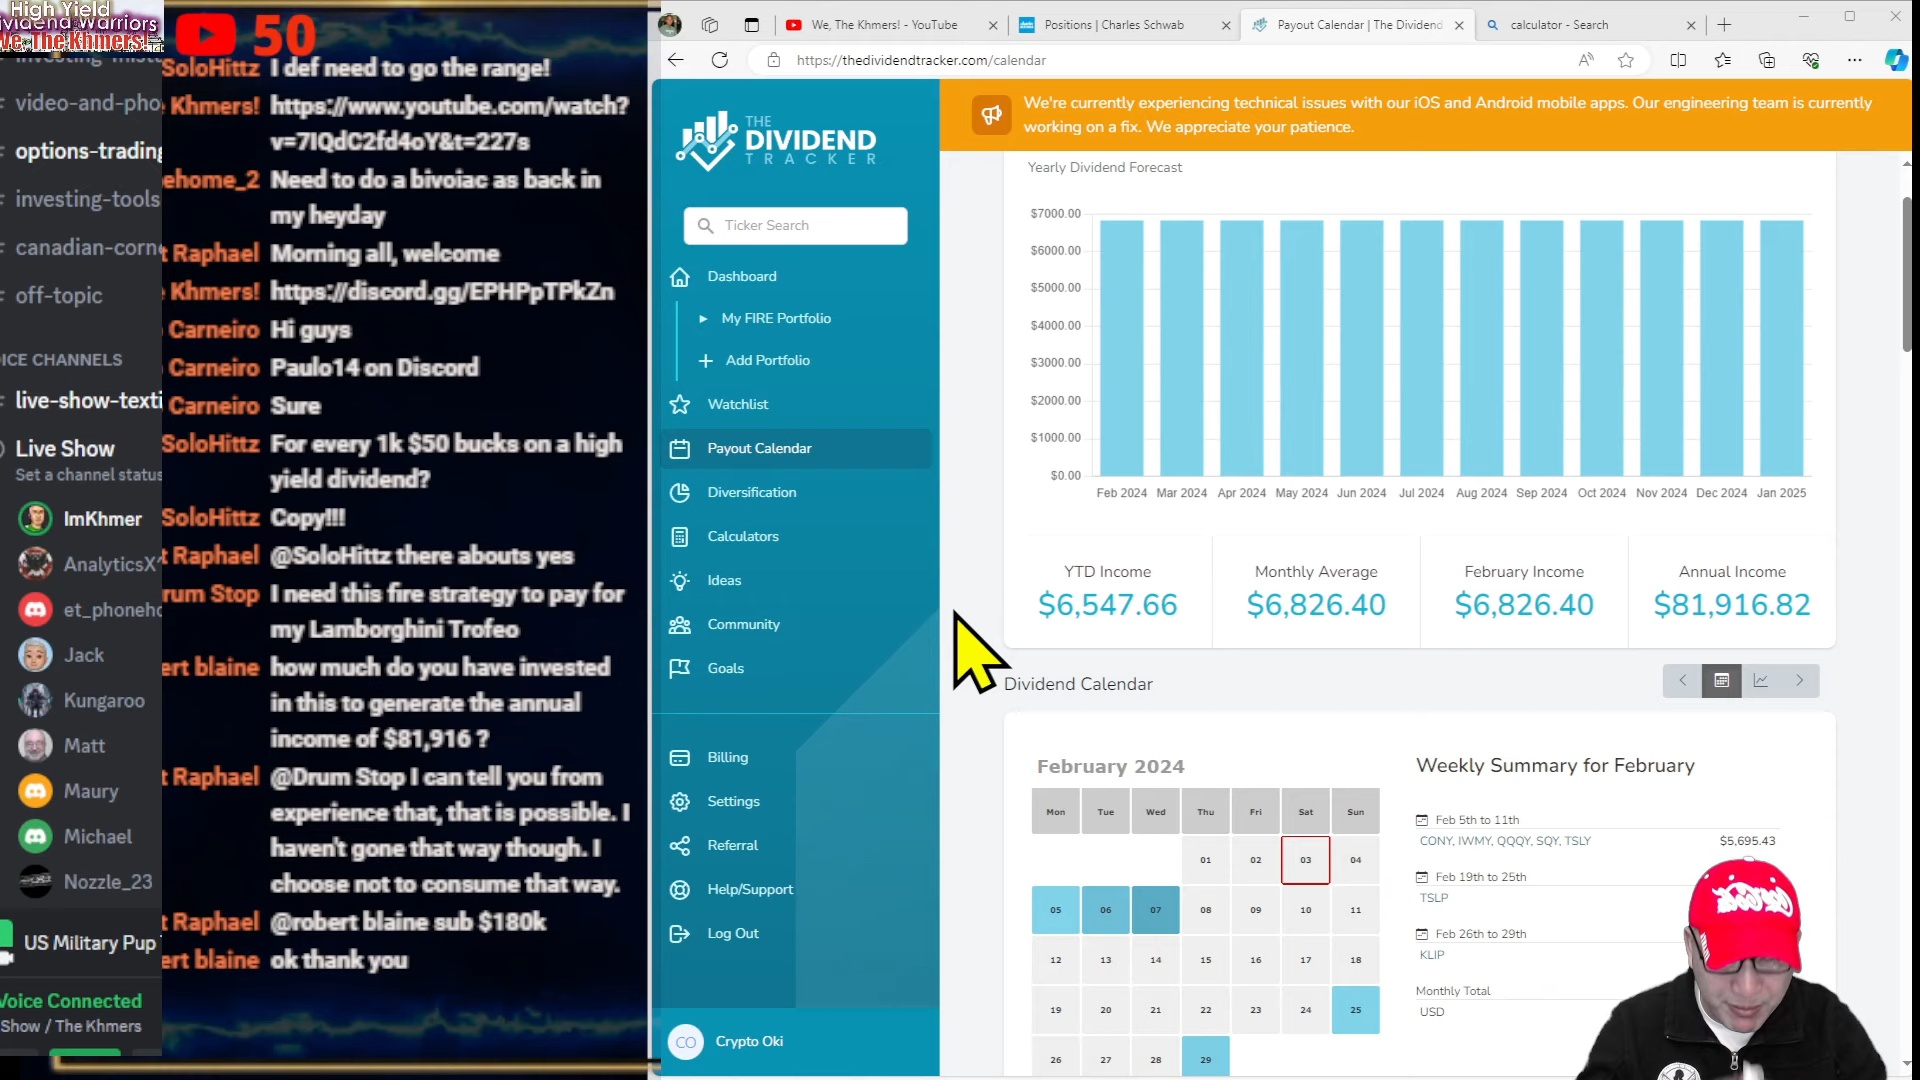 High Yield
Dividend Warriors
We, The Khmers!
50
video-and-pho
options-trading
investing-tools
canadian-corne
off-topic
ICE CHANNELS
live-show-texti
Live Show
Set a channel status
ImKhmer
AnalyticsX
et_phoneho
Jack
Kungaroo
Matt
Maury
Michael
Nozzle_23
US Military Pup
Voice Connected
Show / The Khmers
SoloHittz I def need to go the range!
Khmers! https://www.youtube.com/watch?
v=7IQdC2fd4oY&t=227s
ehome_2 Need to do a bivoiac as back in
my heyday
t Raphael Morning all, welcome
Khmers! https://discord.gg/EPHPpTPkZn
Carneiro Hi guys
Carneiro Paulo14 on Discord
Carneiro Sure
SoloHittz For every 1k $50 bucks on a high
yield dividend?
SoloHittz Copy!!!
t Raphael @SoloHittz there abouts yes
rum Stop I need this fire strategy to pay for
my Lamborghini Trofeo
ert blaine how much do you have invested
in this to generate the annual
income of $81,916 ?
t Raphael @Drum Stop I can tell you from
experience that, that is possible. I
haven't gone that way though. I
choose not to consume that way.
t Raphael @robert blaine sub $180k
ert blaine ok thank you
We, The Khmers! - YouTube
Positions | Charles Schwab
Payout Calendar | The Dividend
calculator - Search
https://thedividendtracker.com/calendar
THE
DIVIDEND
TRACKER
Ticker Search
Dashboard
My FIRE Portfolio
Add Portfolio
Watchlist
Payout Calendar
Diversification
Calculators
Ideas
Community
Goals
Billing
Settings
Referral
Help/Support
Log Out
CO Crypto Oki
We're currently experiencing technical issues with our iOS and Android mobile apps. Our engineering team is currently
working on a fix. We appreciate your patience.
Yearly Dividend Forecast
$7000.00
$6000.00
$5000.00
$4000.00
$3000.00
$2000.00
$1000.00
$0.00
Feb 2024 Mar 2024 Apr 2024 May 2024 Jun 2024 Jul 2024 Aug 2024 Sep 2024 Oct 2024 Nov 2024 Dec 2024 Jan 2025
YTD Income Monthly Average February Income Annual Income
$6,547.66 $6,826.40 $6,826.40 $81,916.82
Dividend Calendar
February 2024
Mon Tue Wed Thu Fri Sat Sun
01 02 03 04
05 06 07 08 09 10 11
12 13 14 15 16 17 18
19 20 21 22 23 24 25
26 27 28 29
Weekly Summary for February
Feb 5th to 11th
CONY, IWMY, QQQY, SQY, TSLY $5,695.43
Feb 19th to 25th
TSLP
Feb 26th to 29th
KLIP
Monthly Total
USD